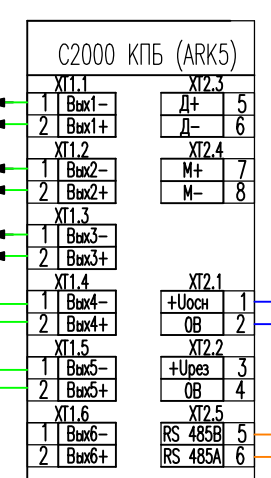 С2000 КПБ (ARK5)
XT1.1 XT2.3
1 Вых1- Д+ 5
2 Вых1+ Д- 6
XT1.2 XT2.4
1 Вых2- М+ 7
2 Вых2+ М- 8
XT1.3
1 Вых3-
2 Вых3+
XT1.4 XT2.1
1 Вых4- +Uосн 1
2 Вых4+ 0В 2
XT1.5 XT2.2
1 Вых5- +Uрез 3
2 Вых5+ 0В 4
XT1.6 XT2.5
1 Вых6- RS 485B 5
2 Вых6+ RS 485A 6